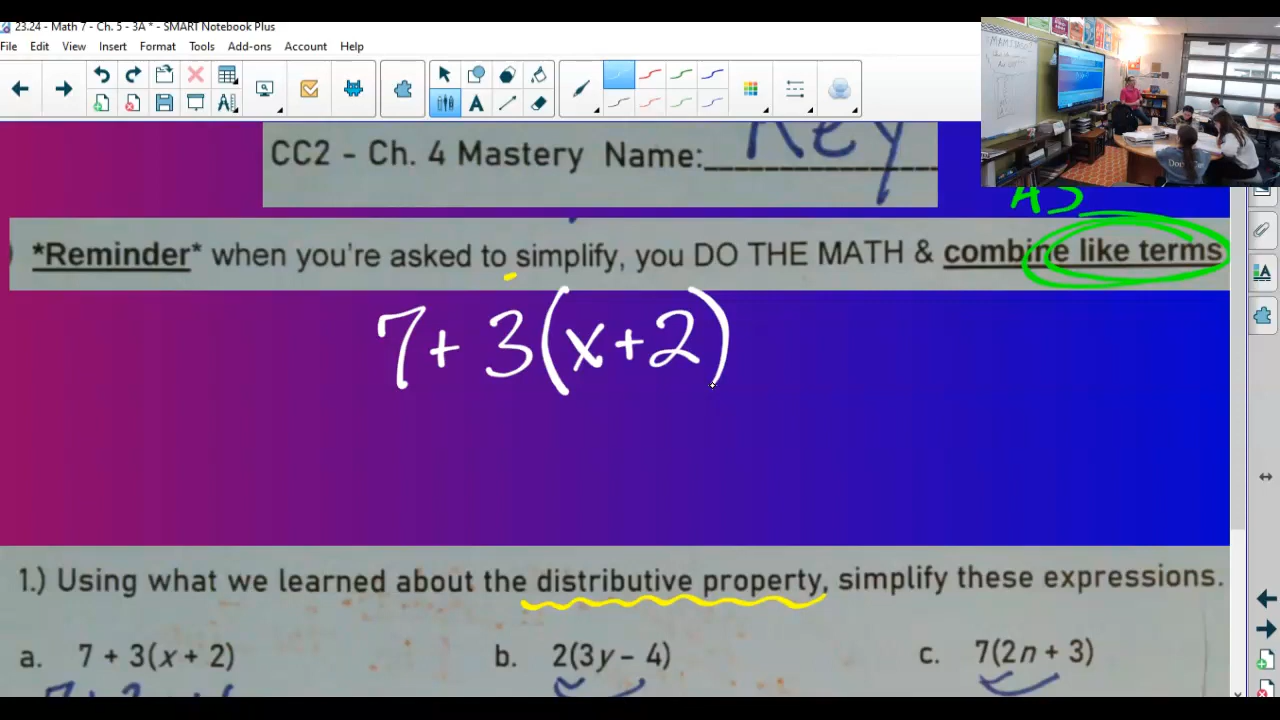 23.24 - Math 7 - Ch. 5 - 3A * - SMART Notebook Plus
File Edit View Insert Format Tools Add-ons Account Help
CC2 - Ch. 4 Mastery Name: Key
*Reminder* when you're asked to simplify, you DO THE MATH & combine like terms
7+ 3(x+2)
1.) Using what we learned about the distributive property, simplify these expressions.
a. 7 + 3(x + 2) b. 2(3y - 4) c. 7(2n + 3)